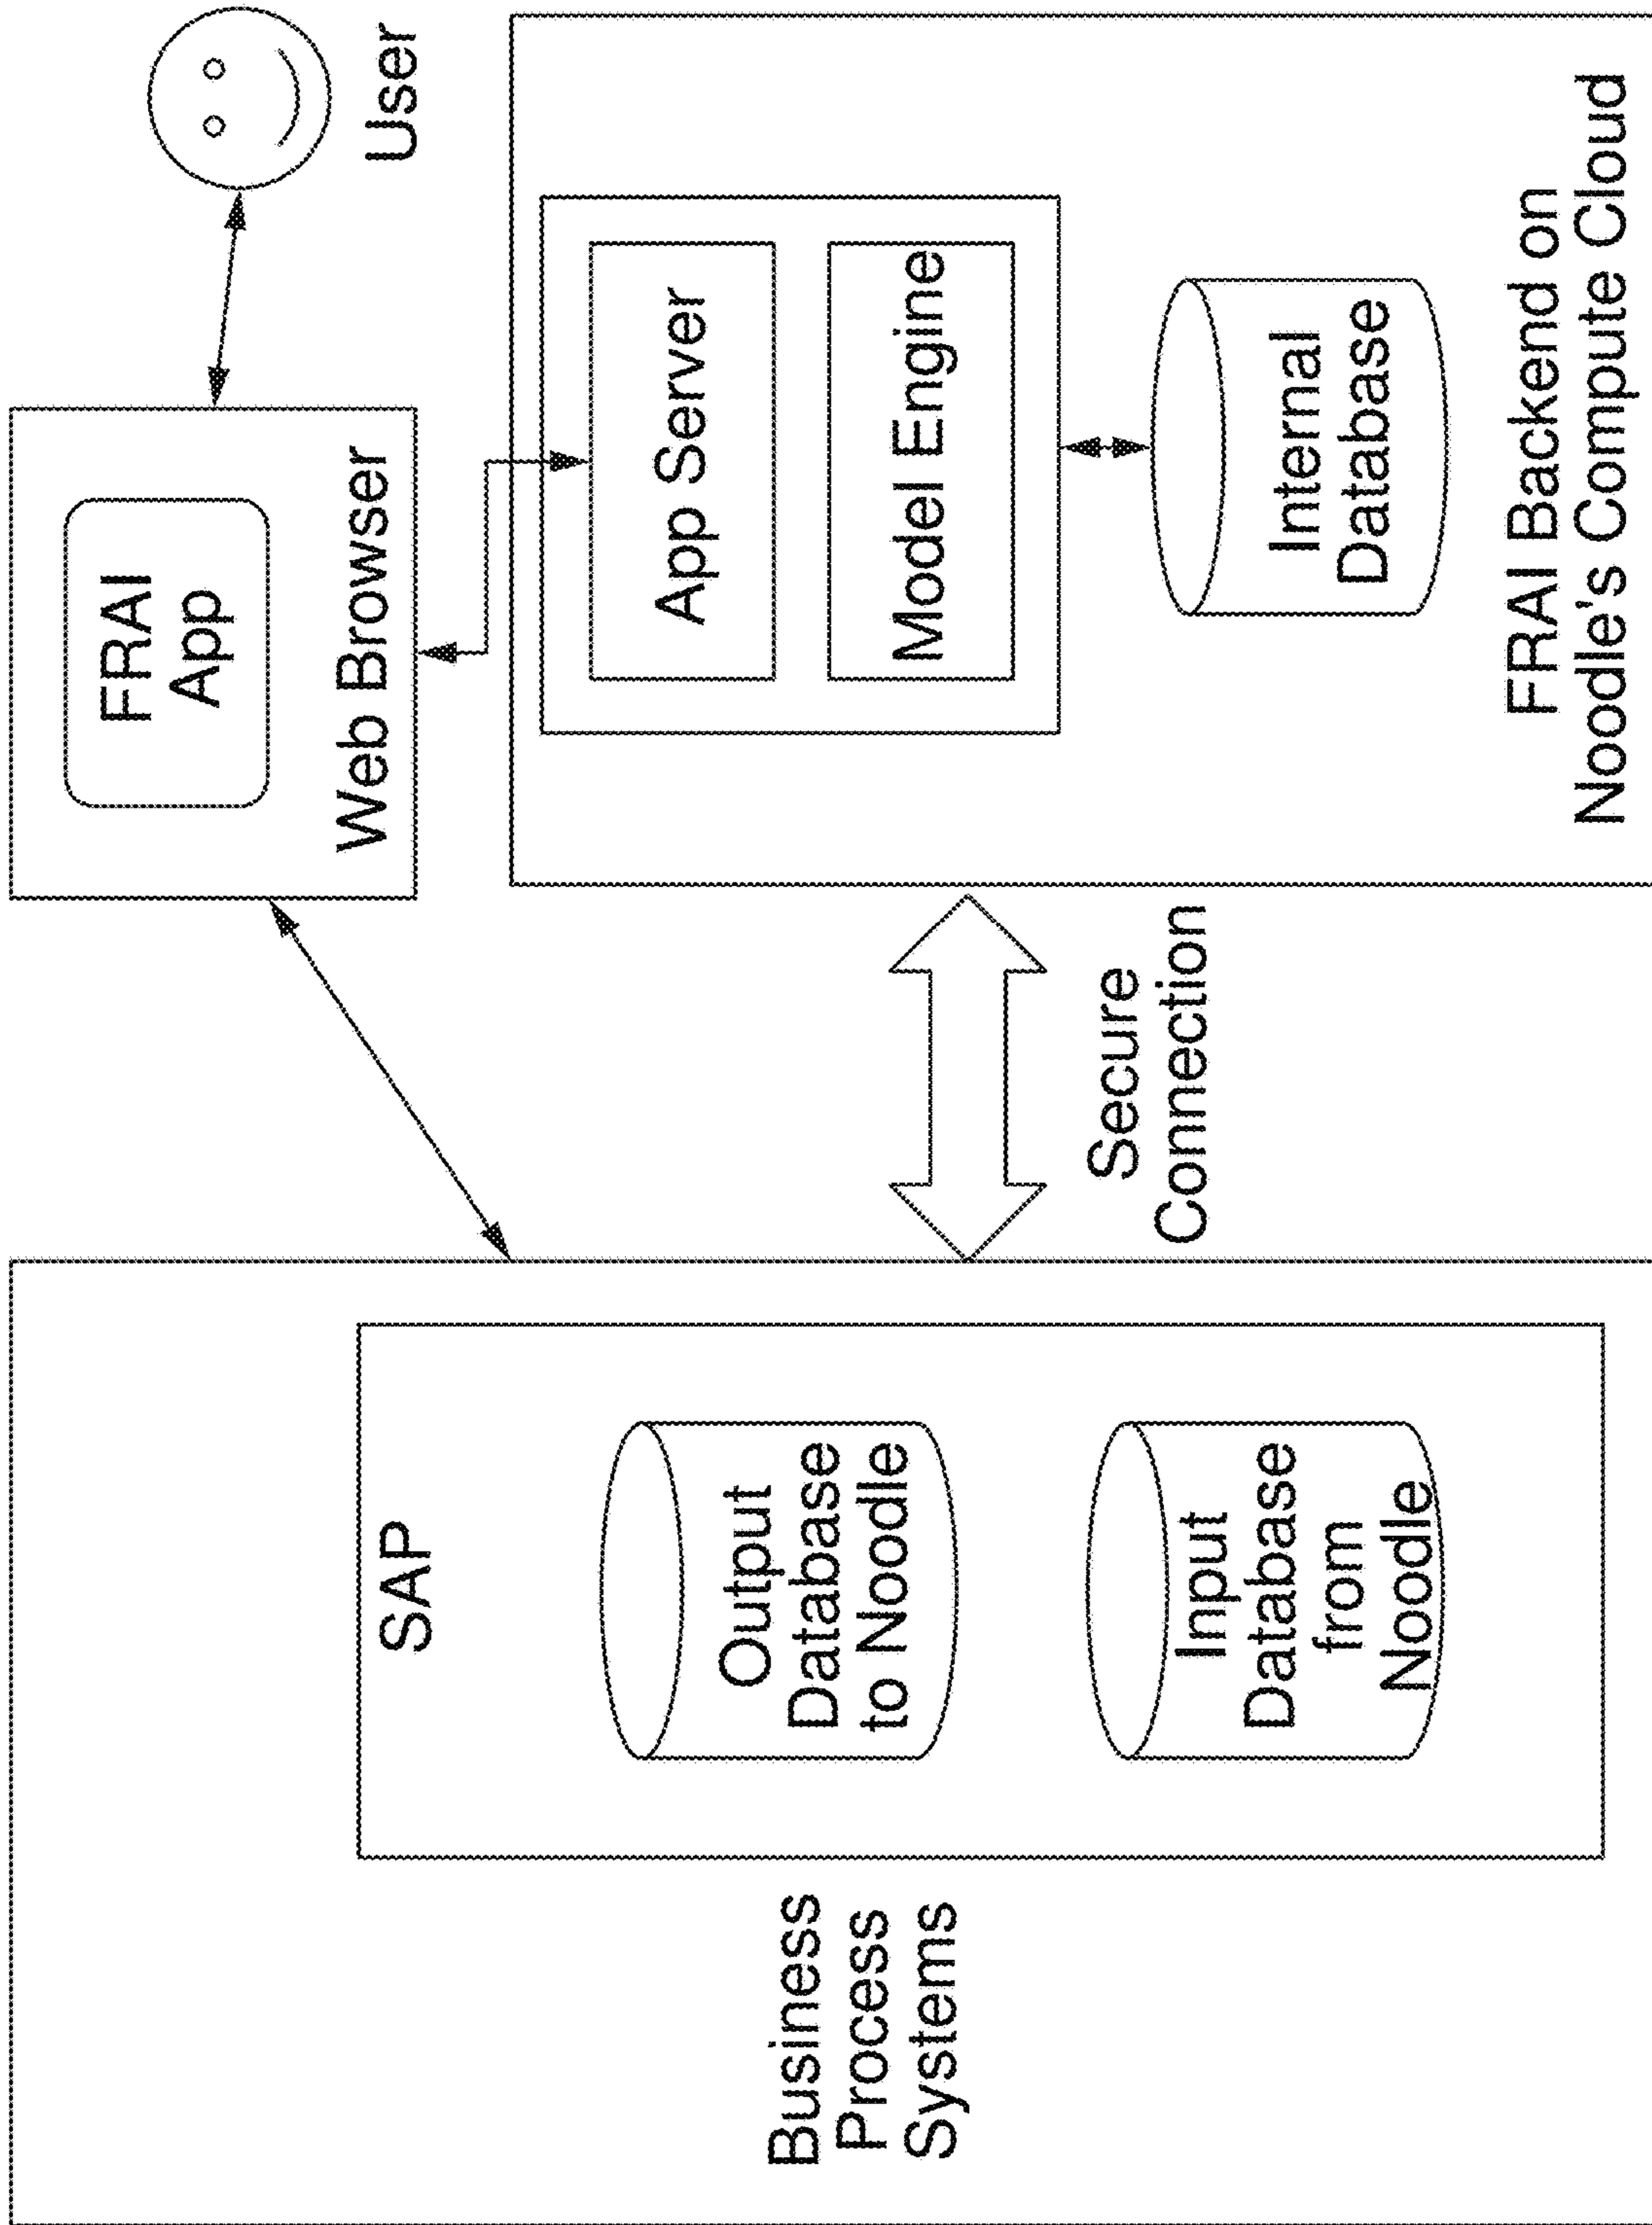 Business
Process
Systems
SAP
Output
Database
to Noodle
Input
Database
from
Noodle
Secure
Connection
FRAI
App
Web Browser
User
App Server
Model Engine
Internal
Database
FRAI Backend on
Noodle's Compute Cloud